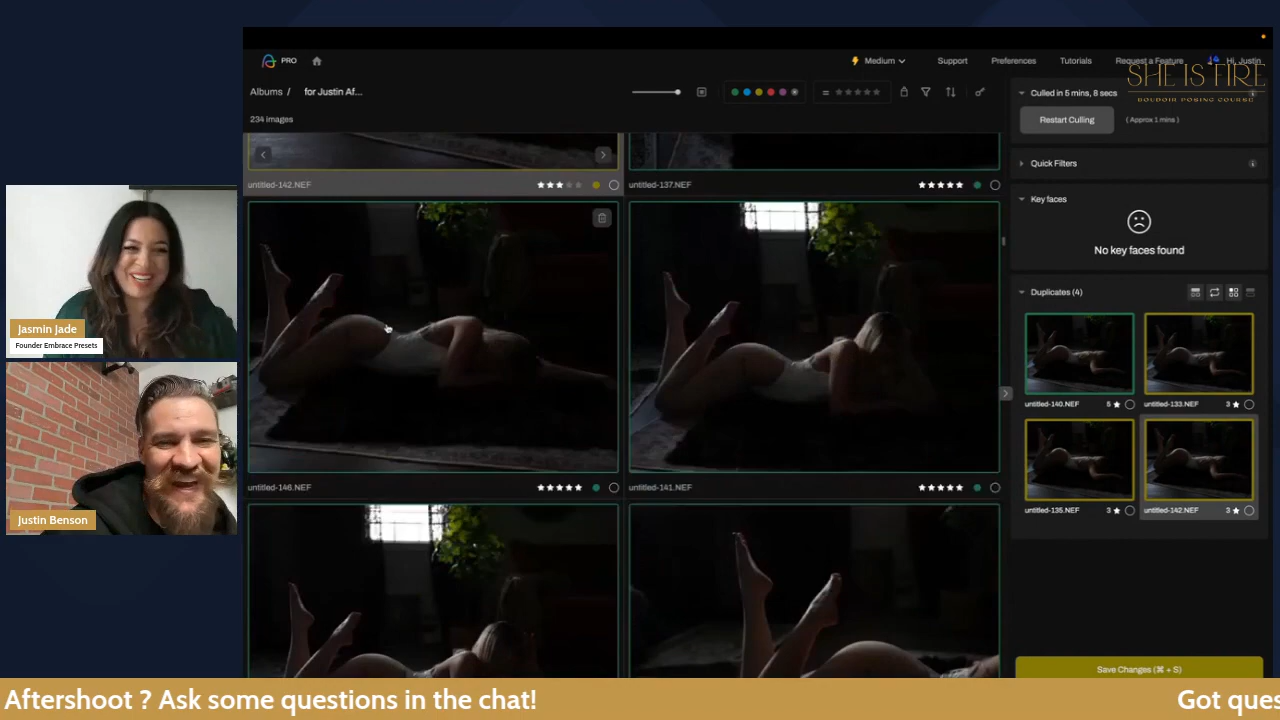 PRO
Medium
Support
Preferences
Tutorials
Request a Feature
Hi, Justin
SHE IS FIRE
BOUDOIR POSING COURSE
Albums /
for Justin Af...
=
234 images
Culled in 5 mins, 8 secs
Restart Culling
( Approx 1 mins )
Quick Filters
Key faces
No key faces found
Duplicates (4)
untitled-140.NEF
5
untitled-133.NEF
3
untitled-135.NEF
3
untitled-142.NEF
3
Save Changes (⌘ + S)
untitled-142.NEF
untitled-137.NEF
untitled-146.NEF
untitled-141.NEF
Jasmin Jade
Founder Embrace Presets
Justin Benson
Aftershoot ? Ask some questions in the chat!
Got ques